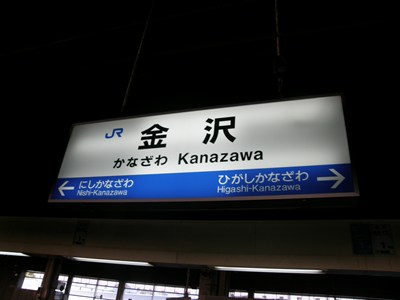 JR 金沢
かなざわ Kanazawa
← にしかなざわ ひがしかなざわ →
Nishi-Kanazawa Higashi-Kanazawa